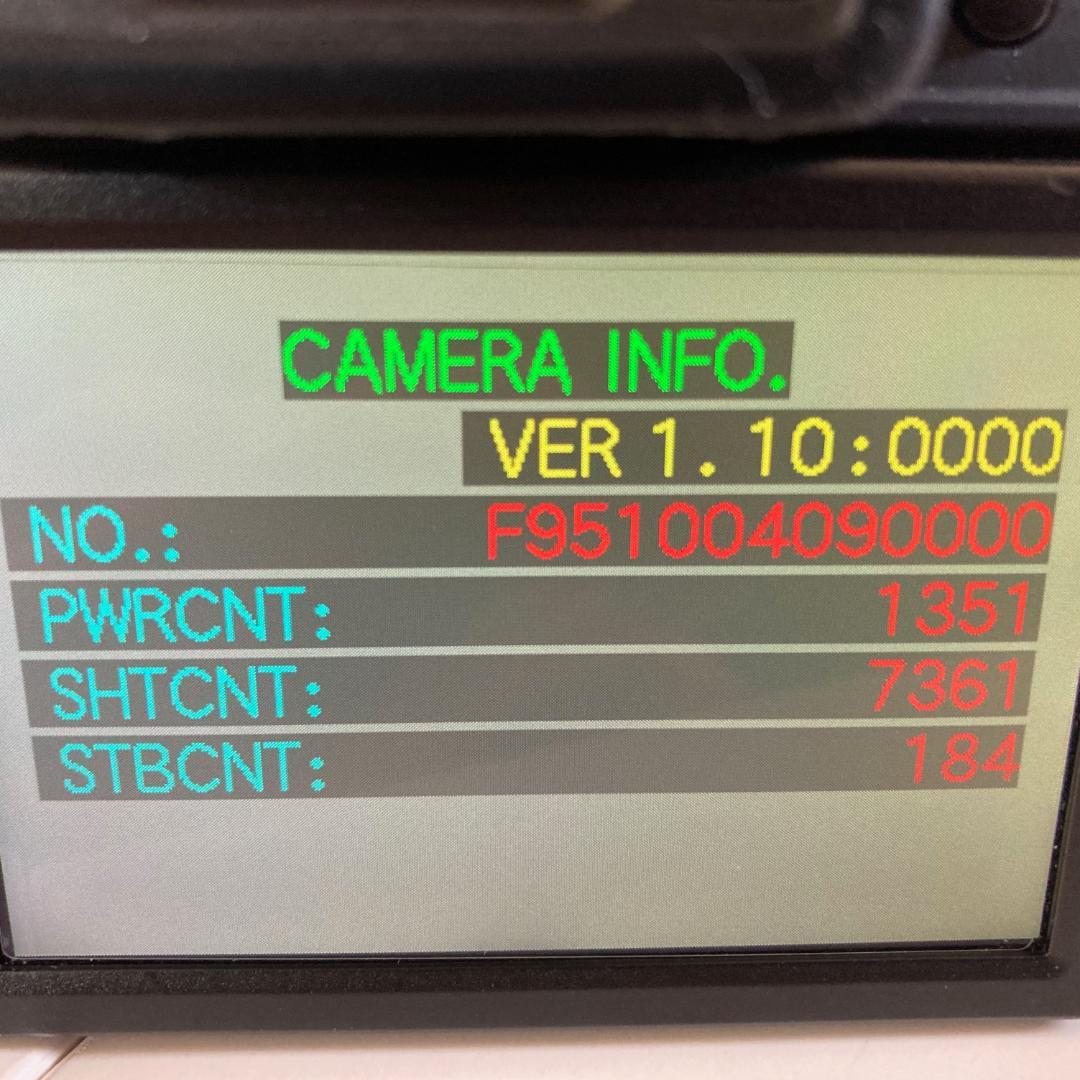 CAMERA INFO.
VER 1.10:0000
NO.: F951004090000
PWRCNT: 1351
SHTCNT: 7361
STBCNT: 184